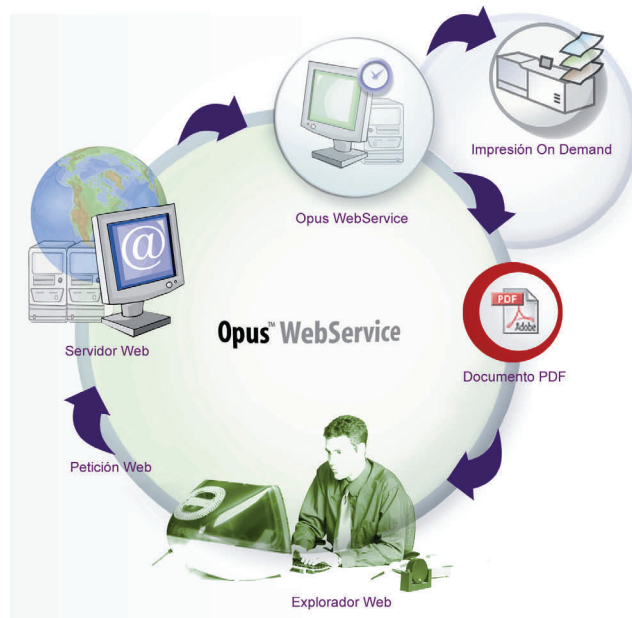 Impresión On Demand
Opus WebService
@
Servidor Web
Opus™ WebService
PDF
Adobe
Documento PDF
Petición Web
Explorador Web